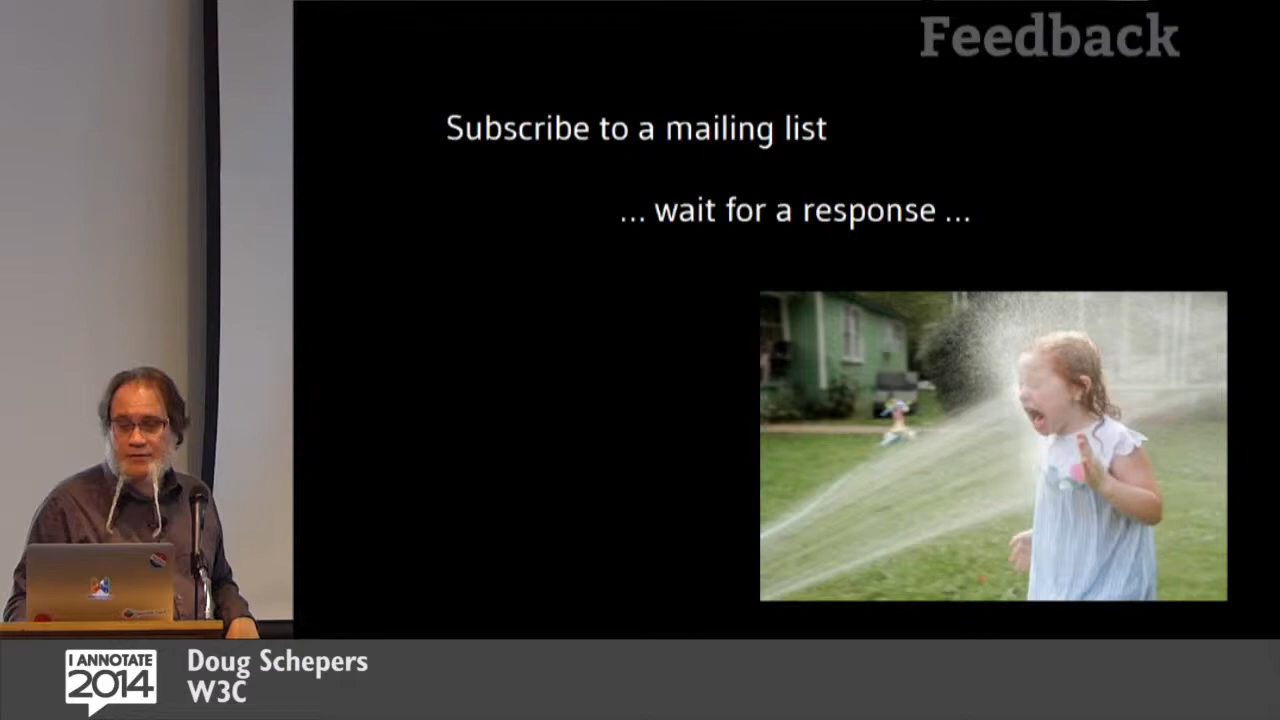 Feedback
Subscribe to a mailing list
... wait for a response ...
I ANNOTATE
2014
Doug Schepers
W3C